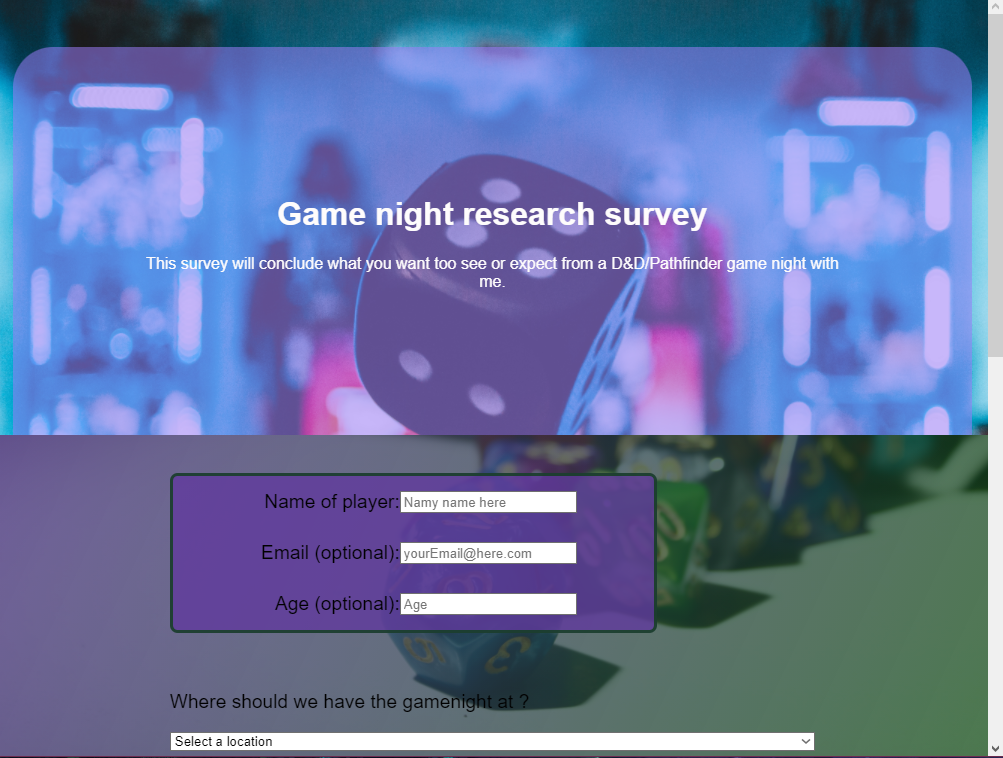 Game night research survey
This survey will conclude what you want too see or expect from a D&D/Pathfinder game night with
me.
Name of player: Namy name here
Email (optional): yourEmail@here.com
Age (optional): Age
Where should we have the gamenight at ?
Select a location